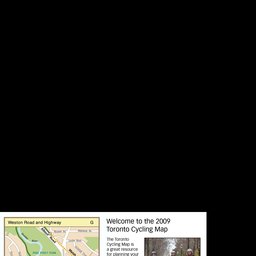 Weston Road and Highway G
Welcome to the 2009
Toronto Cycling Map
The Toronto
Cycling Map is
a great resource
for planning your